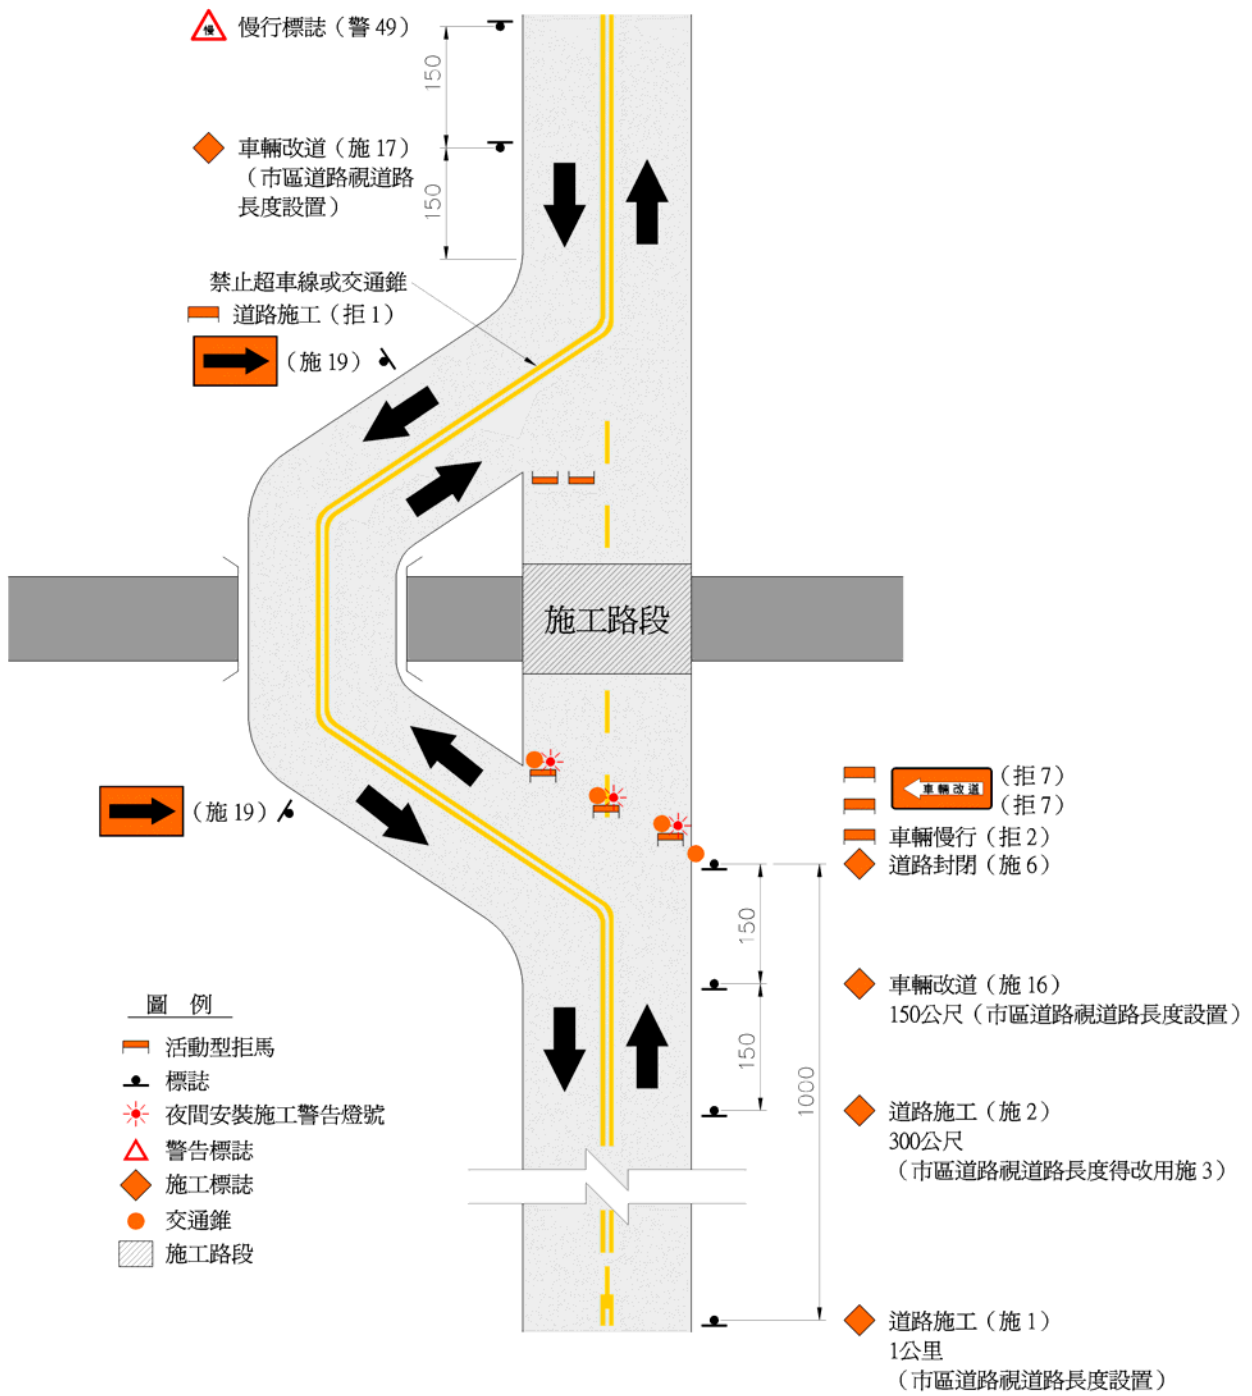 慢
慢行標誌（警 49）
150
車輛改道（施 17）
（市區道路視道路
長度設置）
150
禁止超車線或交通錐
道路施工（拒 1）
（施 19）
施工路段
（施 19）
車輛改道
（拒 7）
（拒 7）
車輛慢行（拒 2）
道路封閉（施 6）
150
車輛改道（施 16）
150公尺（市區道路視道路長度設置）
150
1000
道路施工（施 2）
300公尺
（市區道路視道路長度得改用施 3）
道路施工（施 1）
1公里
（市區道路視道路長度設置）
圖 例
活動型拒馬
標誌
夜間安裝施工警告燈號
警告標誌
施工標誌
交通錐
施工路段